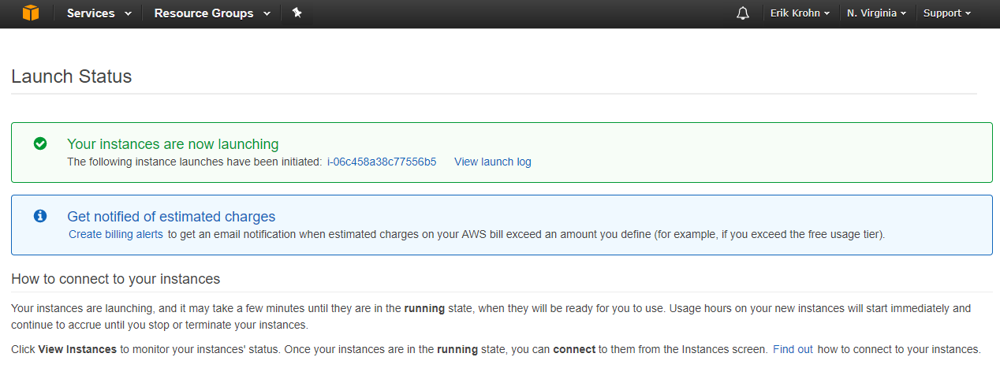 Services Resource Groups Erik Krohn N. Virginia Support
Launch Status
Your instances are now launching
The following instance launches have been initiated: i-06c458a38c77556b5 View launch log
Get notified of estimated charges
Create billing alerts to get an email notification when estimated charges on your AWS bill exceed an amount you define (for example, if you exceed the free usage tier).
How to connect to your instances
Your instances are launching, and it may take a few minutes until they are in the running state, when they will be ready for you to use. Usage hours on your new instances will start immediately and
continue to accrue until you stop or terminate your instances.
Click View Instances to monitor your instances' status. Once your instances are in the running state, you can connect to them from the Instances screen. Find out how to connect to your instances.